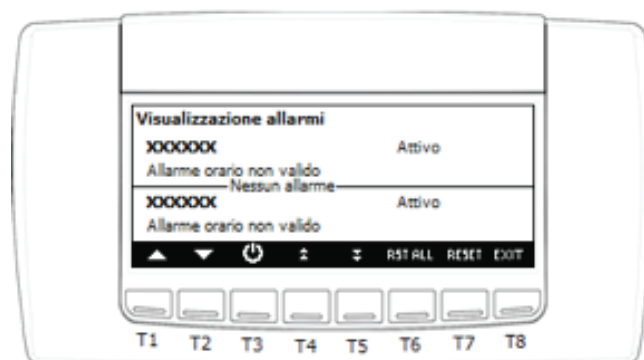 Visualizzazione allarmi
XXXXXX Attivo
Allarme orario non valido
Nessun allarme
XXXXXX Attivo
Allarme orario non valido
RST ALL RESET EXIT
T1 T2 T3 T4 T5 T6 T7 T8